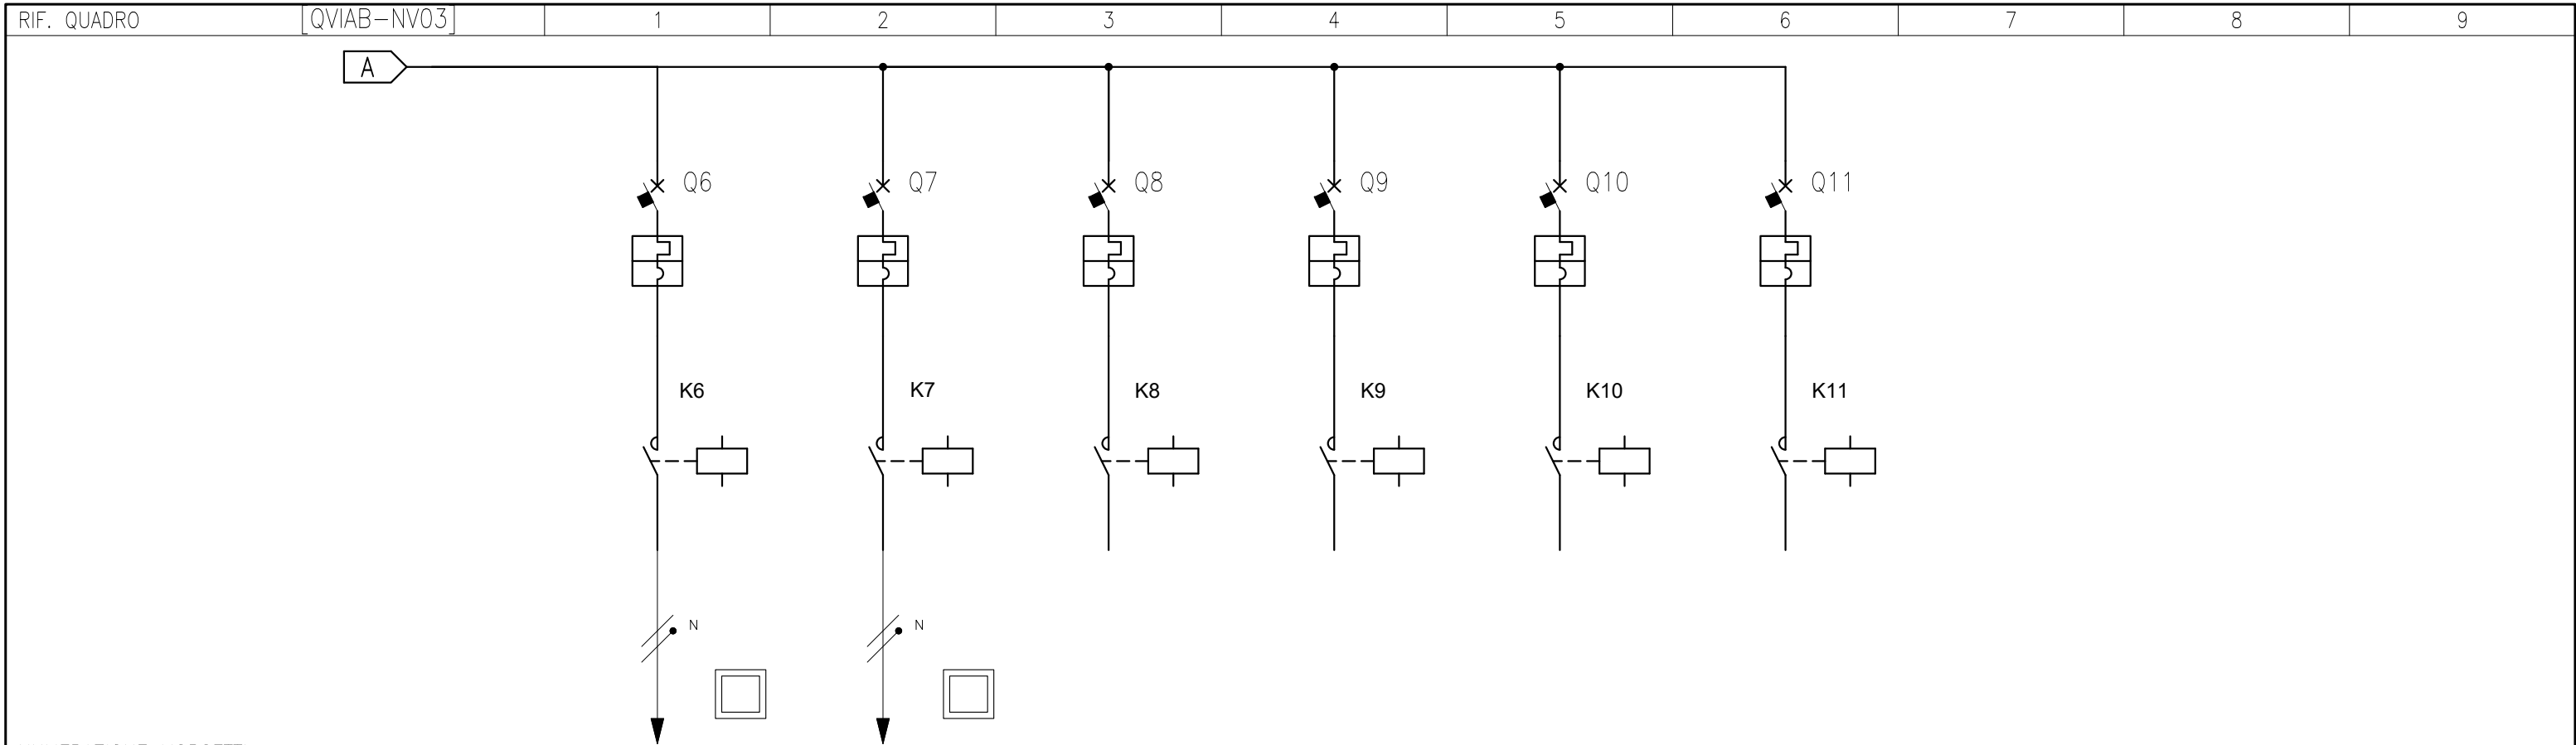 RIF. QUADRO [QVIAB-NV03] 1 2 3 4 5 6 7 8 9
A
Q6 Q7 Q8 Q9 Q10 Q11
K6 K7 K8 K9 K10 K11
N N